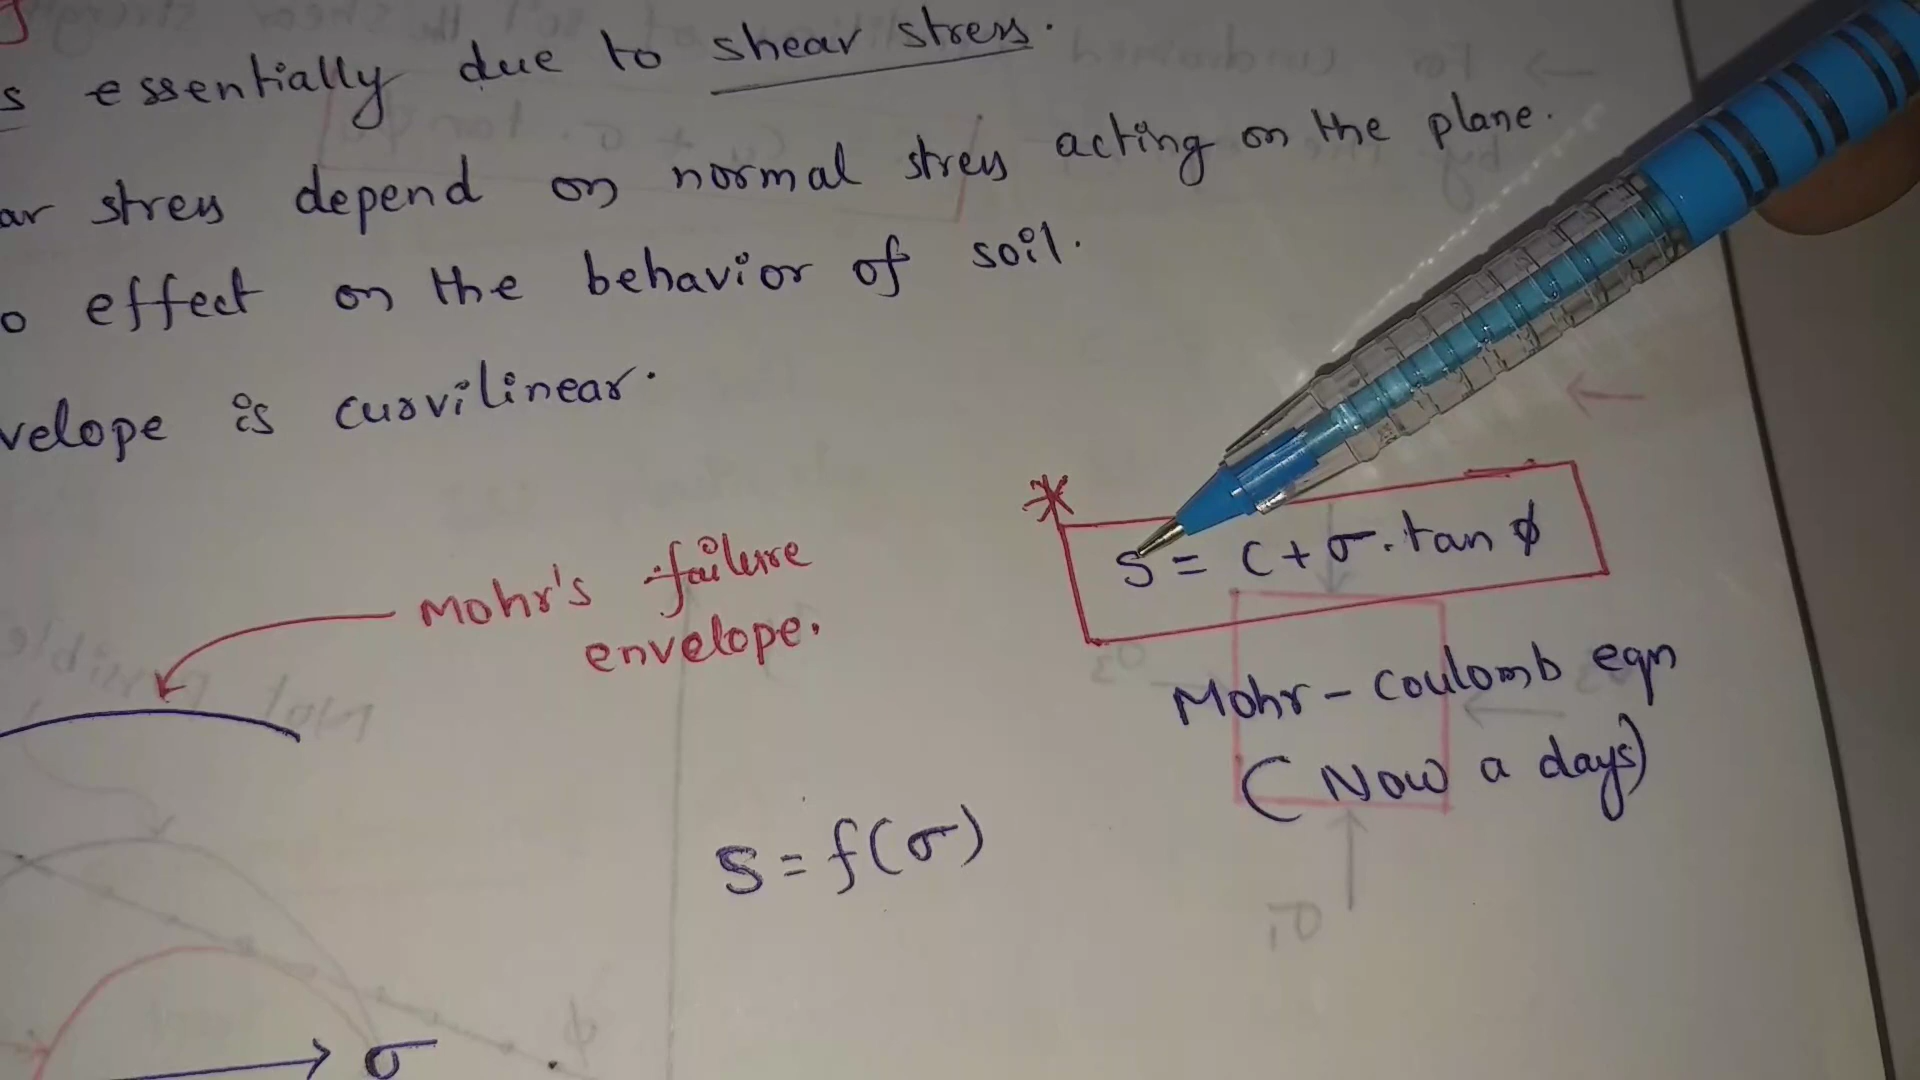 s essentially due to shear stress.
ar stress depend on normal stress acting on the plane.
o effect on the behavior of soil.
velope is curvilinear.
Mohr's failure
envelope.
S = C + σ . tan ϕ
Mohr - Coulomb eqn
(Now a days)
S = f(σ)
σ